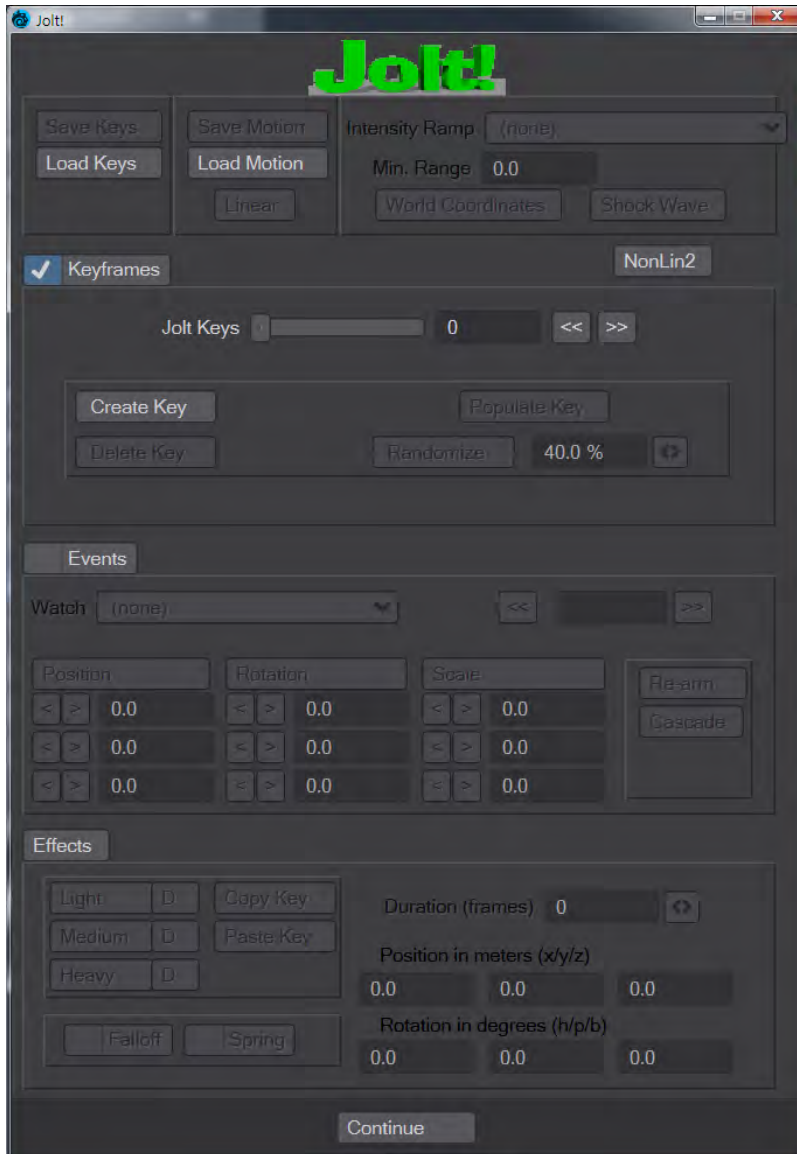 Jolt!
Jolt!
Save Keys Save Motion Intensity Ramp (none)
Load Keys Load Motion Min. Range 0.0
Linear World Coordinates Shock Wave
Keyframes NonLin2
Jolt Keys 0 << >>
Create Key Populate Key
Delete Key Randomize 40.0 % <>
Events
Watch (none) << >>
Position Rotation Scale Re-arm
< > 0.0 < > 0.0 < > 0.0 Cascade
< > 0.0 < > 0.0 < > 0.0
< > 0.0 < > 0.0 < > 0.0
Effects
Light D Copy Key Duration (frames) 0 <>
Medium D Paste Key Position in meters (x/y/z)
Heavy D 0.0 0.0 0.0
Falloff Spring Rotation in degrees (h/p/b)
0.0 0.0 0.0
Continue